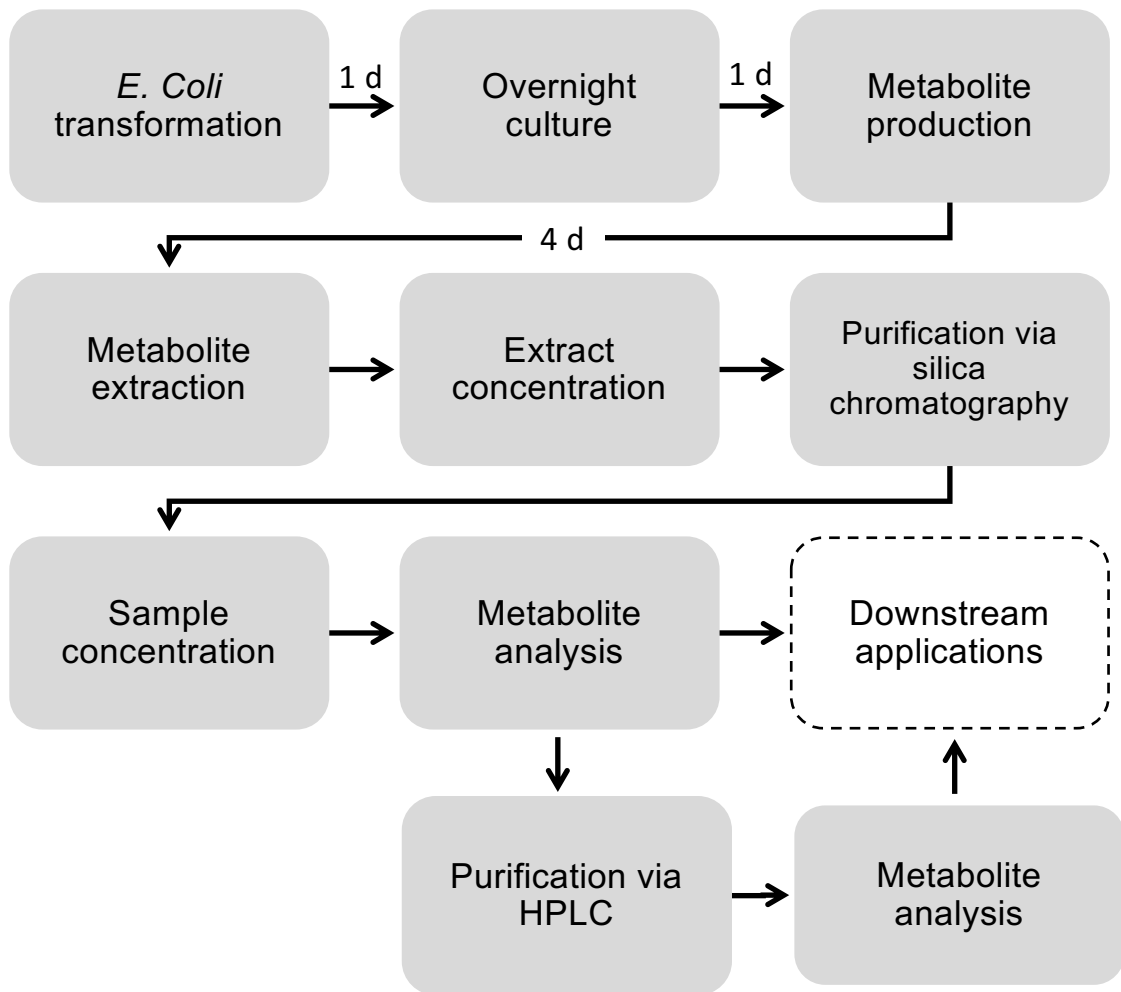 E. Coli
transformation
1 d
Overnight
culture
1 d
Metabolite
production
4 d
Metabolite
extraction
Extract
concentration
Purification via
silica
chromatography
Sample
concentration
Metabolite
analysis
Downstream
applications
Purification via
HPLC
Metabolite
analysis